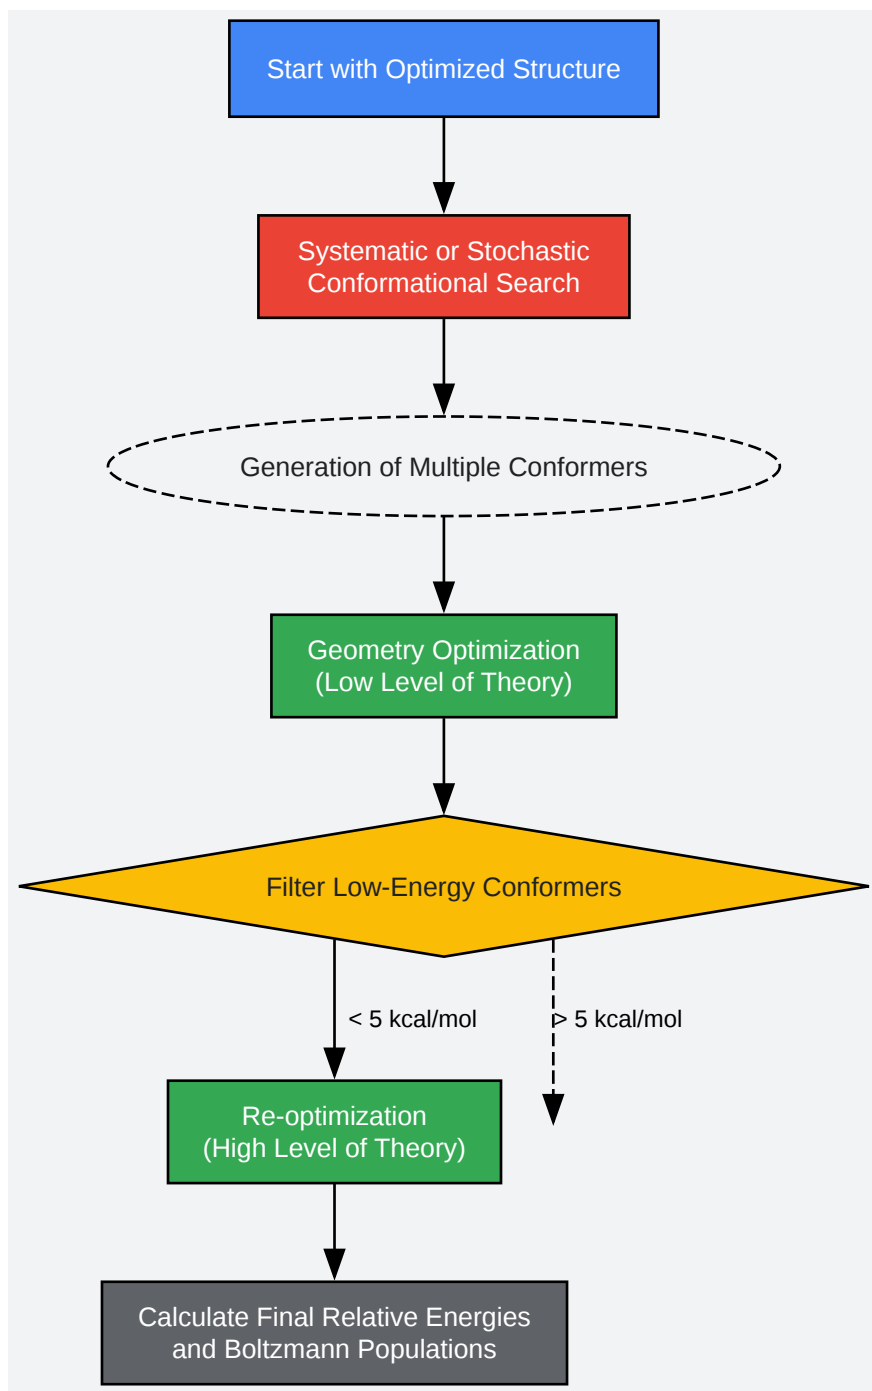 Start with Optimized Structure
Systematic or Stochastic
Conformational Search
Generation of Multiple Conformers
Geometry Optimization
(Low Level of Theory)
Filter Low-Energy Conformers
< 5 kcal/mol
> 5 kcal/mol
Re-optimization
(High Level of Theory)
Calculate Final Relative Energies
and Boltzmann Populations